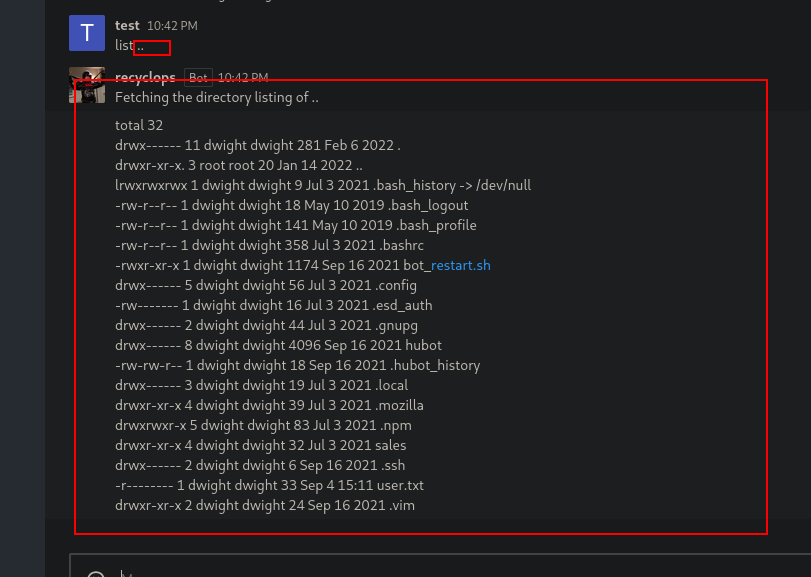 T
test 10:42 PM
list ..
recyclops Bot 10:42 PM
Fetching the directory listing of ..
total 32
drwx------ 11 dwight dwight 281 Feb 6 2022 .
drwxr-xr-x. 3 root root 20 Jan 14 2022 ..
lrwxrwxrwx 1 dwight dwight 9 Jul 3 2021 .bash_history -> /dev/null
-rw-r--r-- 1 dwight dwight 18 May 10 2019 .bash_logout
-rw-r--r-- 1 dwight dwight 141 May 10 2019 .bash_profile
-rw-r--r-- 1 dwight dwight 358 Jul 3 2021 .bashrc
-rwxr-xr-x 1 dwight dwight 1174 Sep 16 2021 bot_restart.sh
drwx------ 5 dwight dwight 56 Jul 3 2021 .config
-rw------- 1 dwight dwight 16 Jul 3 2021 .esd_auth
drwx------ 2 dwight dwight 44 Jul 3 2021 .gnupg
drwx------ 8 dwight dwight 4096 Sep 16 2021 hubot
-rw-rw-r-- 1 dwight dwight 18 Sep 16 2021 .hubot_history
drwx------ 3 dwight dwight 19 Jul 3 2021 .local
drwxr-xr-x 4 dwight dwight 39 Jul 3 2021 .mozilla
drwxrwxr-x 5 dwight dwight 83 Jul 3 2021 .npm
drwxr-xr-x 4 dwight dwight 32 Jul 3 2021 sales
drwx------ 2 dwight dwight 6 Sep 16 2021 .ssh
-r-------- 1 dwight dwight 33 Sep 4 15:11 user.txt
drwxr-xr-x 2 dwight dwight 24 Sep 16 2021 .vim